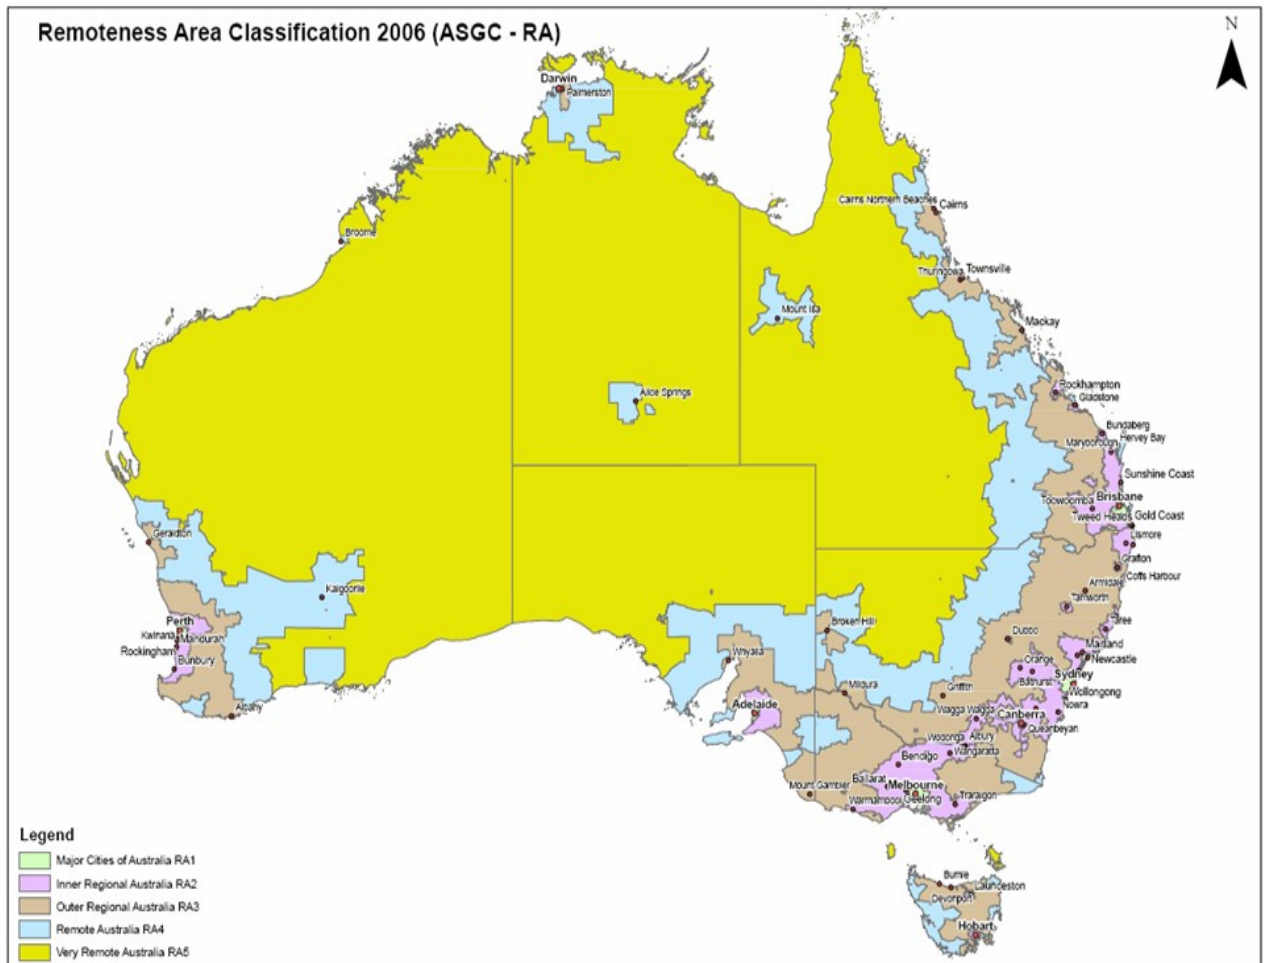 Remoteness Area Classification 2006 (ASGC - RA)
N
Darwin
Palmerston
Cairns Northern Beaches
Cairns
Broome
Thuringowa
Townsville
Mount Isa
Mackay
Alice Springs
Rockhampton
Gladstone
Bundaberg
Maryborough
Hervey Bay
Sunshine Coast
Toowoomba
Brisbane
Tweed Heads
Gold Coast
Geraldton
Lismore
Grafton
Coffs Harbour
Kalgoorlie
Armidale
Tamworth
Perth
Taree
Kwinana
Mandurah
Broken Hill
Dubbo
Maitland
Rockingham
Newcastle
Whyalla
Orange
Bunbury
Bathurst
Sydney
Mildura
Griffith
Wollongong
Albany
Adelaide
Nowra
Wagga Wagga
Canberra
Queanbeyan
Wodonga
Albury
Wangaratta
Bendigo
Ballarat
Melbourne
Mount Gambier
Geelong
Traralgon
Warrnambool
Burnie
Launceston
Devonport
Hobart
Legend
Major Cities of Australia RA1
Inner Regional Australia RA2
Outer Regional Australia RA3
Remote Australia RA4
Very Remote Australia RA5